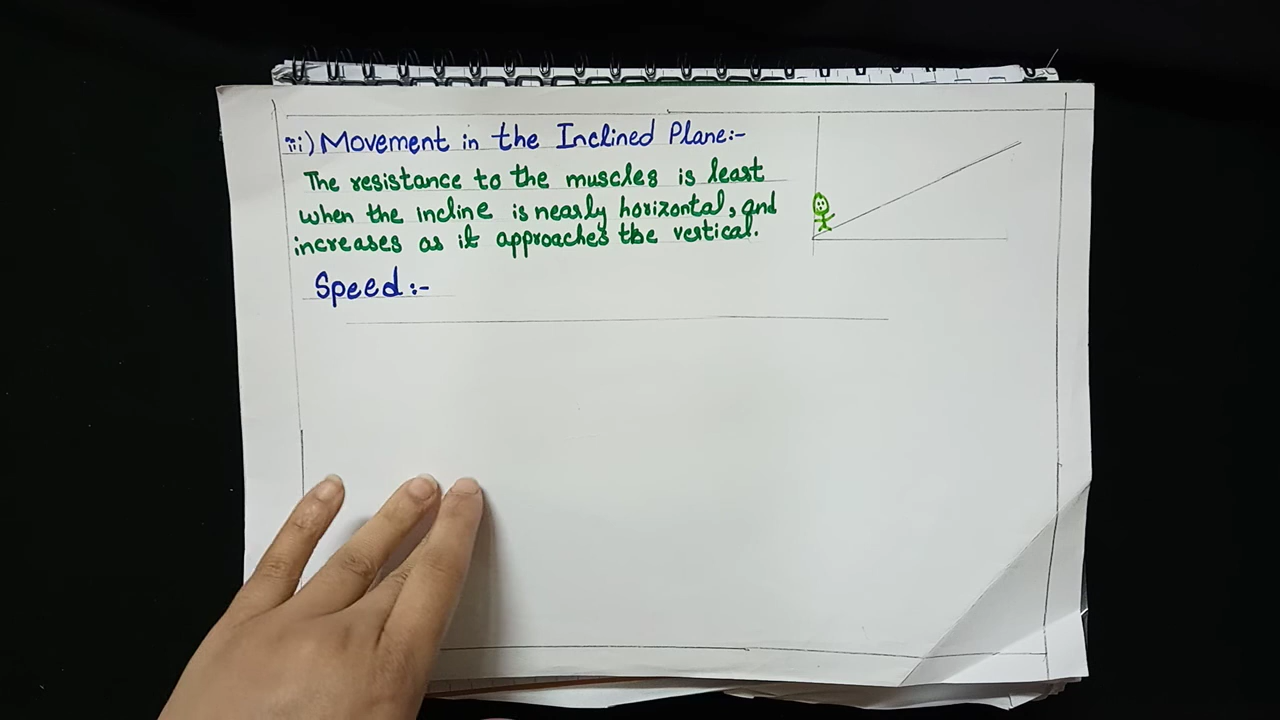 iii) Movement in the Inclined Plane:-
The resistance to the muscles is least
when the incline is nearly horizontal, and
increases as it approaches the vertical.
Speed:-